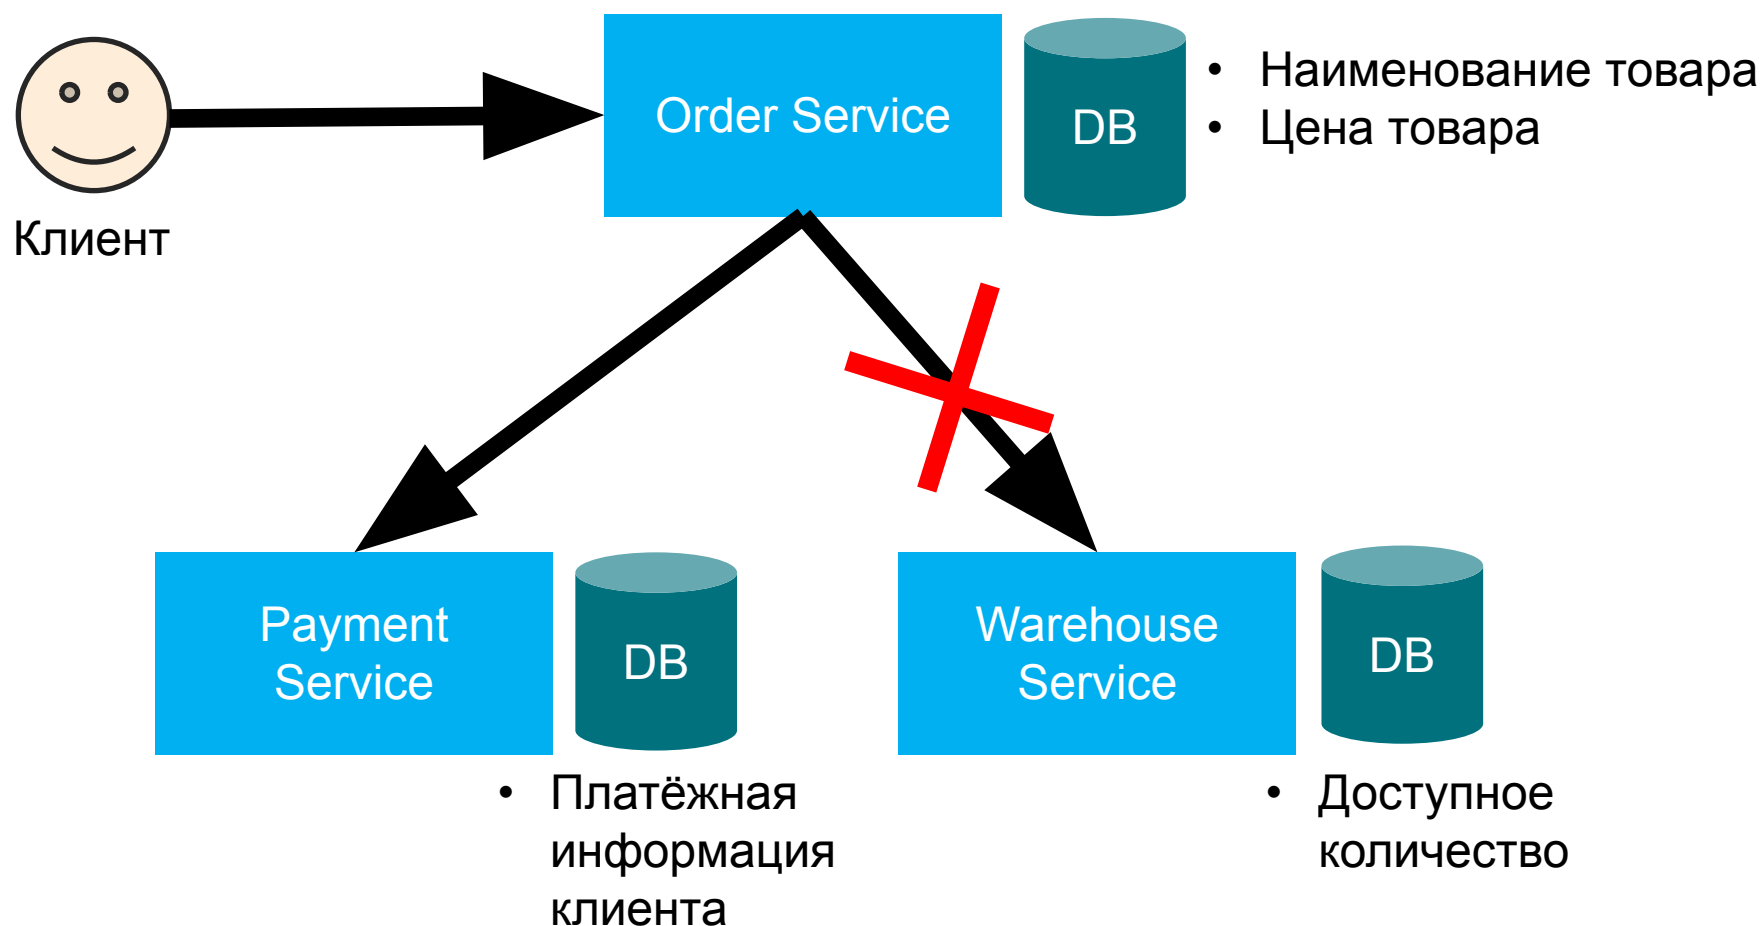 Order Service
DB
• Наименование товара
• Цена товара
Клиент
Payment
Service
DB
• Платёжная
информация
клиента
Warehouse
Service
DB
• Доступное
количество